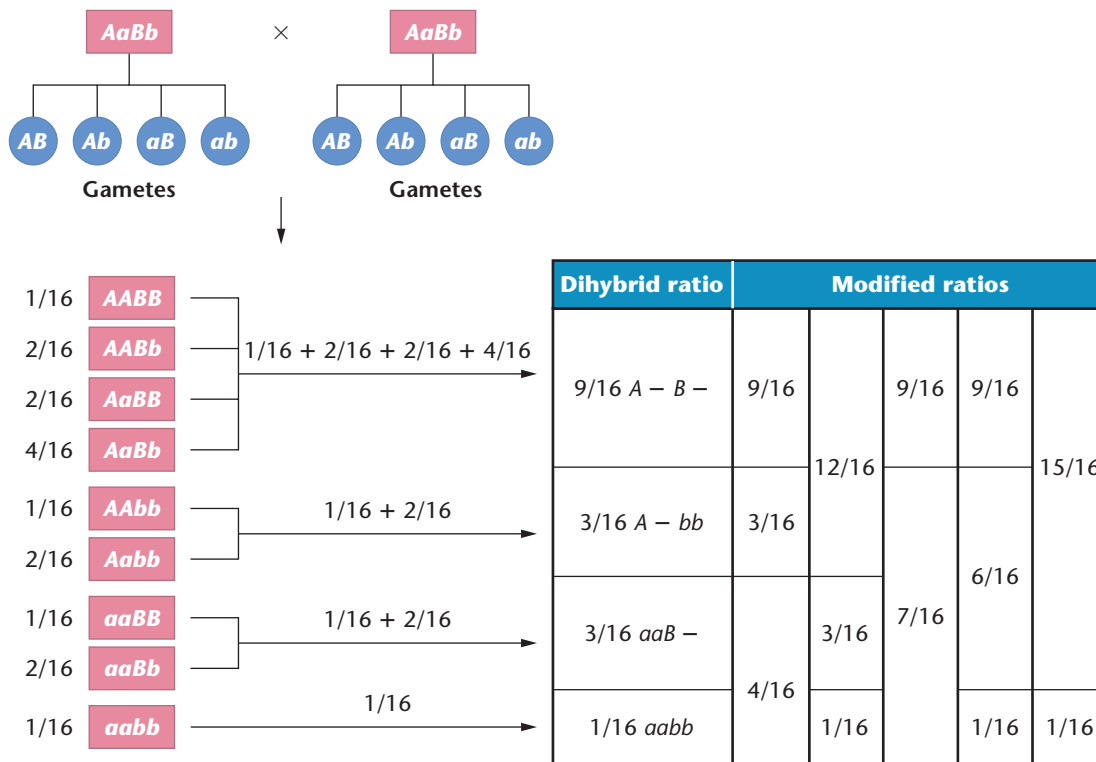 AaBb × AaBb
AB Ab aB ab AB Ab aB ab
Gametes Gametes
1/16 AABB
2/16 AABb
2/16 AaBB
4/16 AaBb
1/16 + 2/16 + 2/16 + 4/16
1/16 AAbb
2/16 Aabb
1/16 + 2/16
1/16 aaBB
2/16 aaBb
1/16 + 2/16
1/16 aabb
1/16
Dihybrid ratio Modified ratios
9/16 A − B − 9/16 9/16 9/16
12/16 15/16
3/16 A − bb 3/16
6/16
7/16
3/16 aaB − 3/16
4/16
1/16 aabb 1/16 1/16 1/16